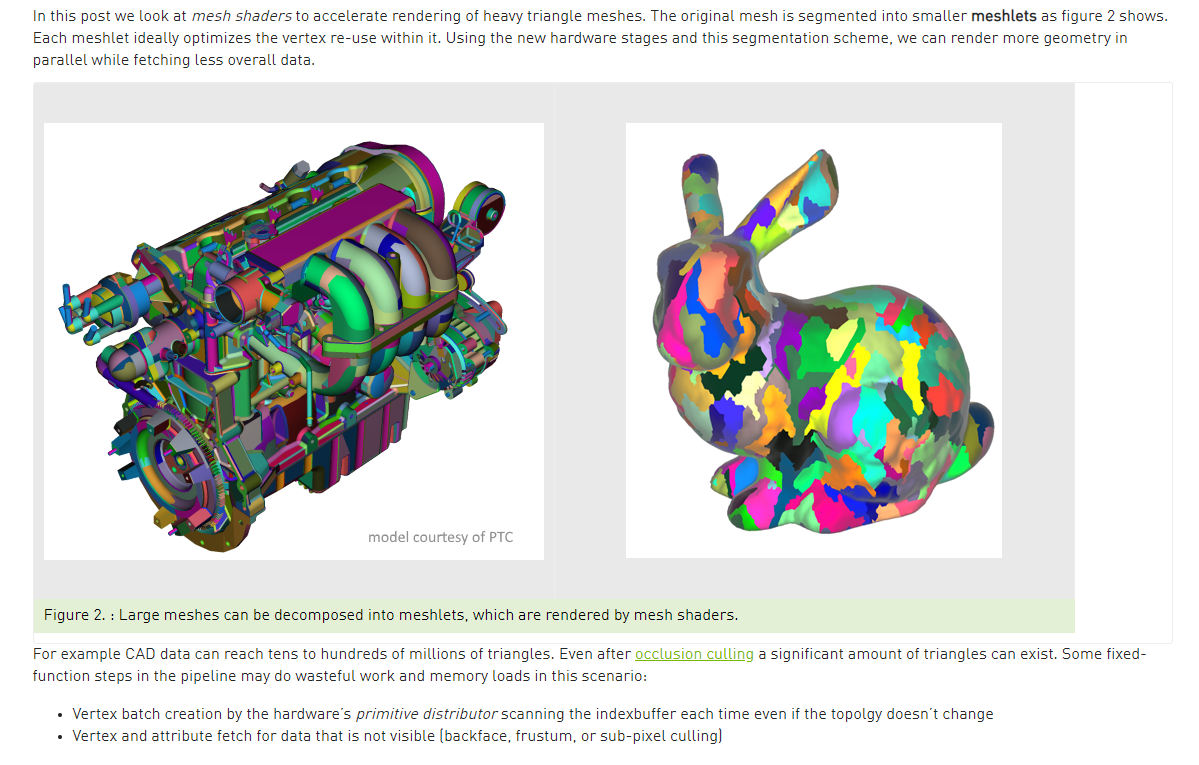 In this post we look at mesh shaders to accelerate rendering of heavy triangle meshes. The original mesh is segmented into smaller meshlets as figure 2 shows.
Each meshlet ideally optimizes the vertex re-use within it. Using the new hardware stages and this segmentation scheme, we can render more geometry in
parallel while fetching less overall data.
model courtesy of PTC
Figure 2. : Large meshes can be decomposed into meshlets, which are rendered by mesh shaders.
For example CAD data can reach tens to hundreds of millions of triangles. Even after occlusion culling a significant amount of triangles can exist. Some fixed-
function steps in the pipeline may do wasteful work and memory loads in this scenario:
• Vertex batch creation by the hardware's primitive distributor scanning the indexbuffer each time even if the topolgy doesn't change
• Vertex and attribute fetch for data that is not visible (backface, frustum, or sub-pixel culling)